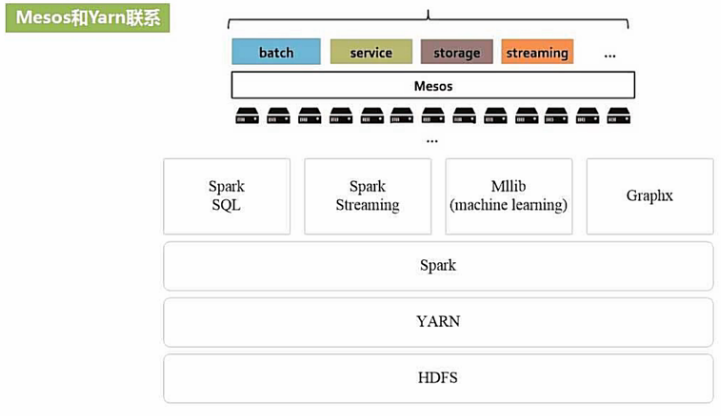 Mesos和Yarn联系
batch service storage streaming ...
Mesos
...
Spark SQL
Spark Streaming
Mllib (machine learning)
Graphx
Spark
YARN
HDFS